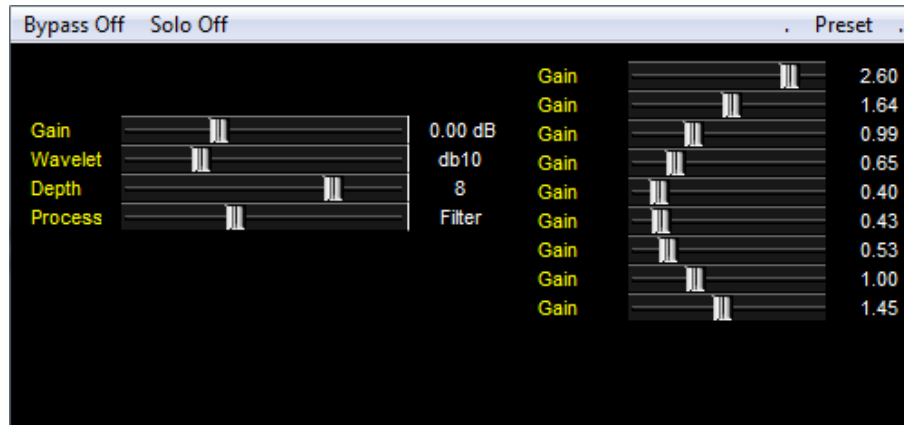 Bypass Off Solo Off . Preset .
Gain 0.00 dB
Wavelet db10
Depth 8
Process Filter
Gain 2.60
Gain 1.64
Gain 0.99
Gain 0.65
Gain 0.40
Gain 0.43
Gain 0.53
Gain 1.00
Gain 1.45